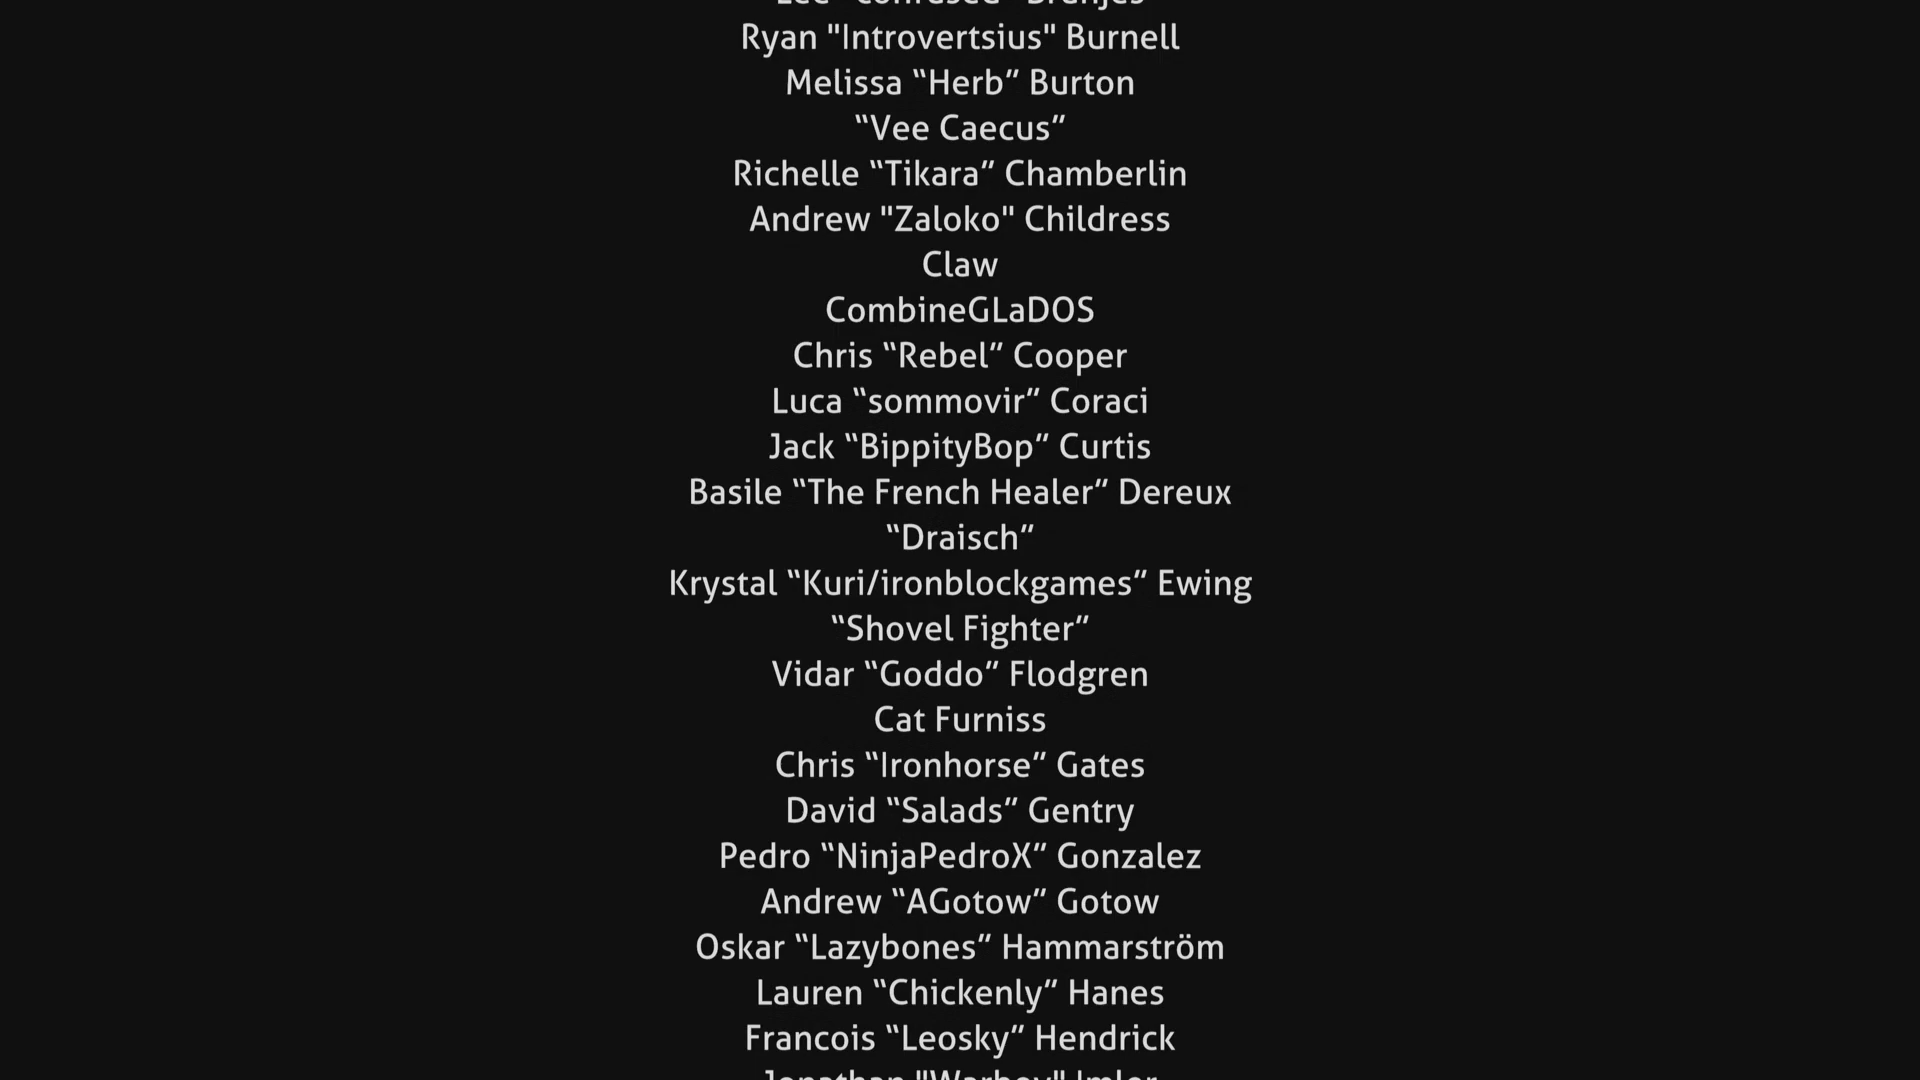 Ryan "Introvertsius" Burnell
Melissa “Herb” Burton
“Vee Caecus”
Richelle “Tikara” Chamberlin
Andrew "Zaloko" Childress
Claw
CombineGLaDOS
Chris “Rebel” Cooper
Luca “sommovir” Coraci
Jack “BippityBop” Curtis
Basile “The French Healer” Dereux
“Draisch”
Krystal “Kuri/ironblockgames” Ewing
“Shovel Fighter”
Vidar “Goddo” Flodgren
Cat Furniss
Chris “Ironhorse” Gates
David “Salads” Gentry
Pedro “NinjaPedroX” Gonzalez
Andrew “AGotow” Gotow
Oskar “Lazybones” Hammarström
Lauren “Chickenly” Hanes
Francois “Leosky” Hendrick
Jonathan